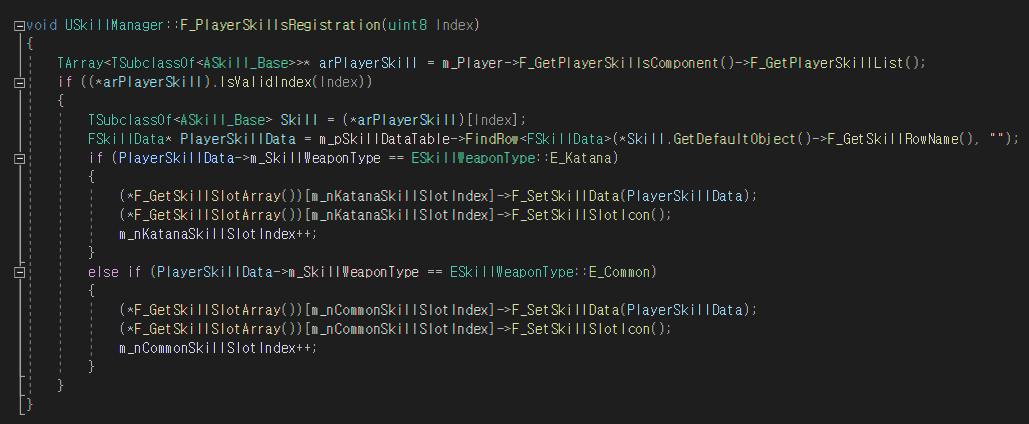 void USkillManager::F_PlayerSkillsRegistration(uint8 Index)
{
TArray<TSubclassOf<ASkill_Base>>* arPlayerSkill = m_Player->F_GetPlayerSkillsComponent()->F_GetPlayerSkillList();
if ((*arPlayerSkill).IsValidIndex(Index))
{
TSubclassOf<ASkill_Base> Skill = (*arPlayerSkill)[Index];
FSkillData* PlayerSkillData = m_pSkillDataTable->FindRow<FSkillData>(*Skill.GetDefaultObject()->F_GetSkillRowName(), "");
if (PlayerSkillData->m_SkillWeaponType == ESkillWeaponType::E_Katana)
{
(*F_GetSkillSlotArray())[m_nKatanaSkillSlotIndex]->F_SetSkillData(PlayerSkillData);
(*F_GetSkillSlotArray())[m_nKatanaSkillSlotIndex]->F_SetSkillSlotIcon();
m_nKatanaSkillSlotIndex++;
}
else if (PlayerSkillData->m_SkillWeaponType == ESkillWeaponType::E_Common)
{
(*F_GetSkillSlotArray())[m_nCommonSkillSlotIndex]->F_SetSkillData(PlayerSkillData);
(*F_GetSkillSlotArray())[m_nCommonSkillSlotIndex]->F_SetSkillSlotIcon();
m_nCommonSkillSlotIndex++;
}
}
}